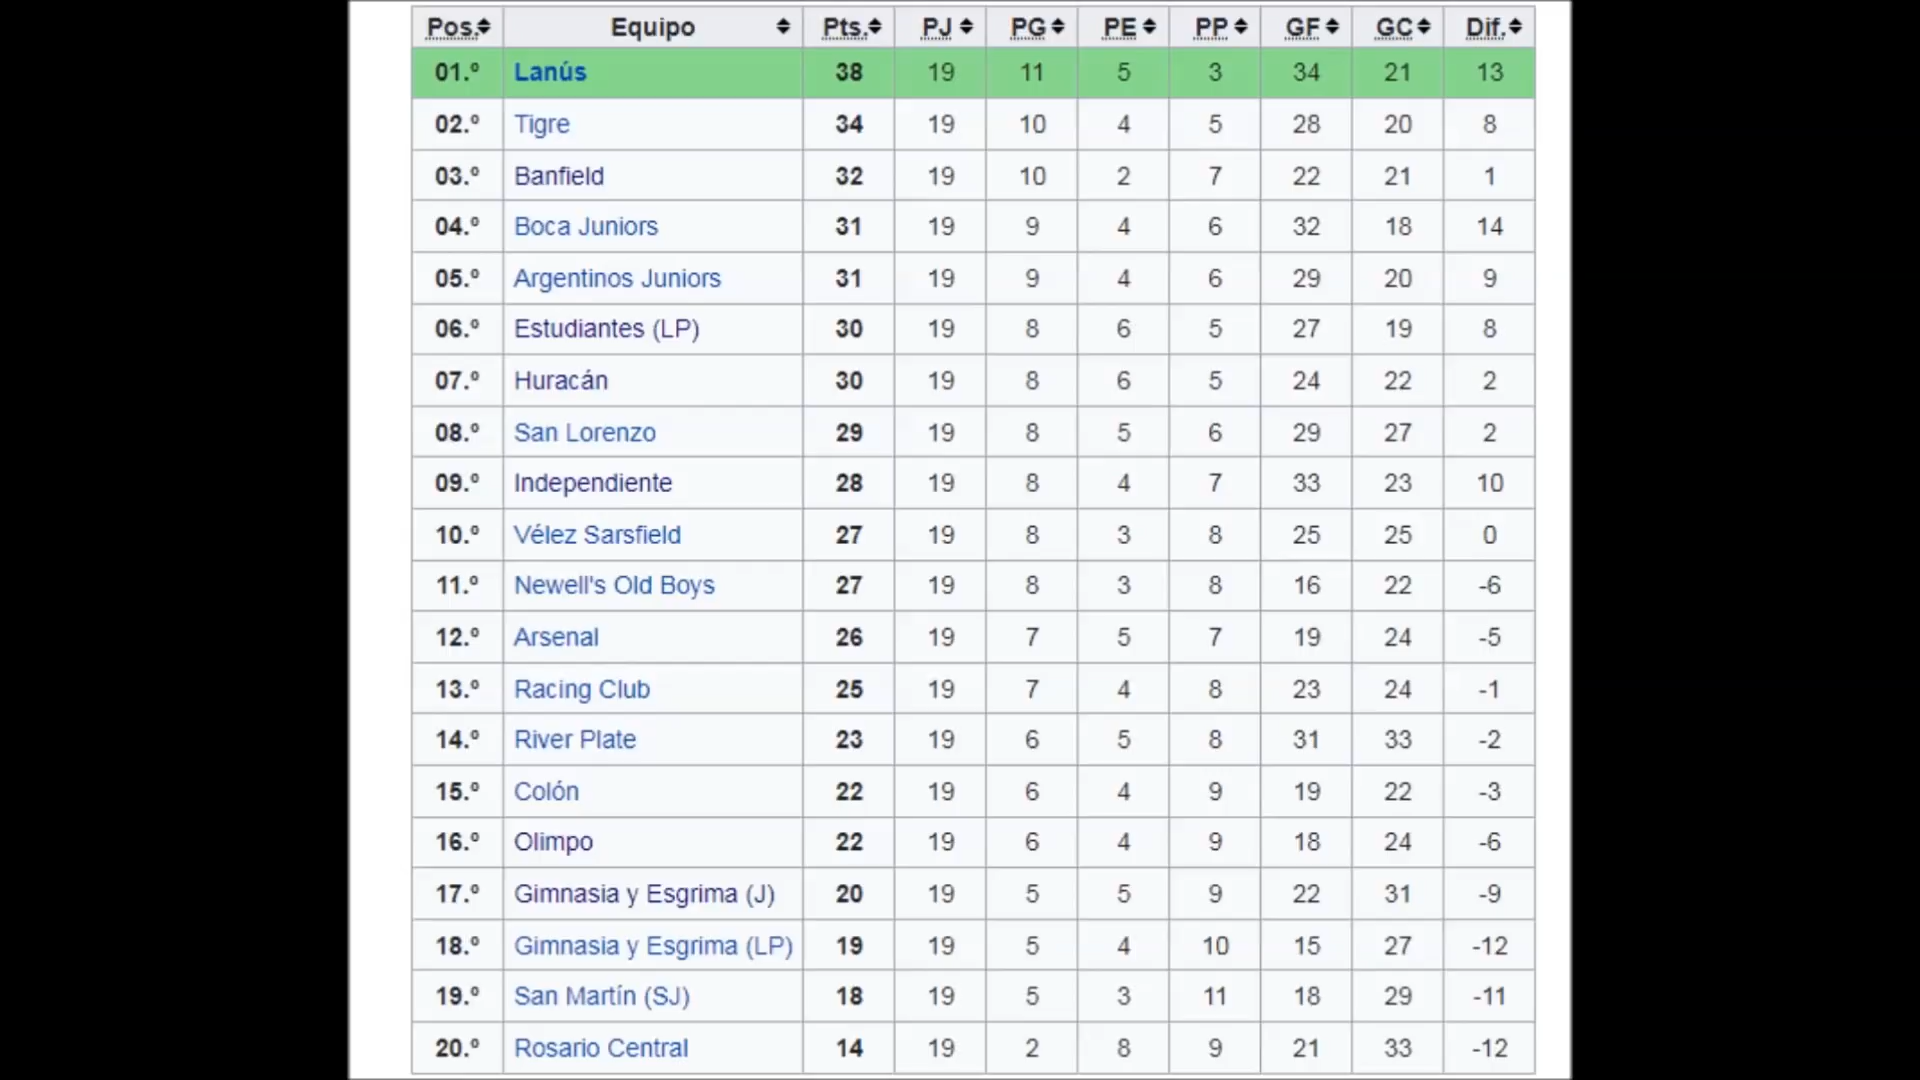 Pos. Equipo Pts. PJ PG PE PP GF GC Dif.
01.º Lanús 38 19 11 5 3 34 21 13
02.º Tigre 34 19 10 4 5 28 20 8
03.º Banfield 32 19 10 2 7 22 21 1
04.º Boca Juniors 31 19 9 4 6 32 18 14
05.º Argentinos Juniors 31 19 9 4 6 29 20 9
06.º Estudiantes (LP) 30 19 8 6 5 27 19 8
07.º Huracán 30 19 8 6 5 24 22 2
08.º San Lorenzo 29 19 8 5 6 29 27 2
09.º Independiente 28 19 8 4 7 33 23 10
10.º Vélez Sarsfield 27 19 8 3 8 25 25 0
11.º Newell's Old Boys 27 19 8 3 8 16 22 -6
12.º Arsenal 26 19 7 5 7 19 24 -5
13.º Racing Club 25 19 7 4 8 23 24 -1
14.º River Plate 23 19 6 5 8 31 33 -2
15.º Colón 22 19 6 4 9 19 22 -3
16.º Olimpo 22 19 6 4 9 18 24 -6
17.º Gimnasia y Esgrima (J) 20 19 5 5 9 22 31 -9
18.º Gimnasia y Esgrima (LP) 19 19 5 4 10 15 27 -12
19.º San Martín (SJ) 18 19 5 3 11 18 29 -11
20.º Rosario Central 14 19 2 8 9 21 33 -12